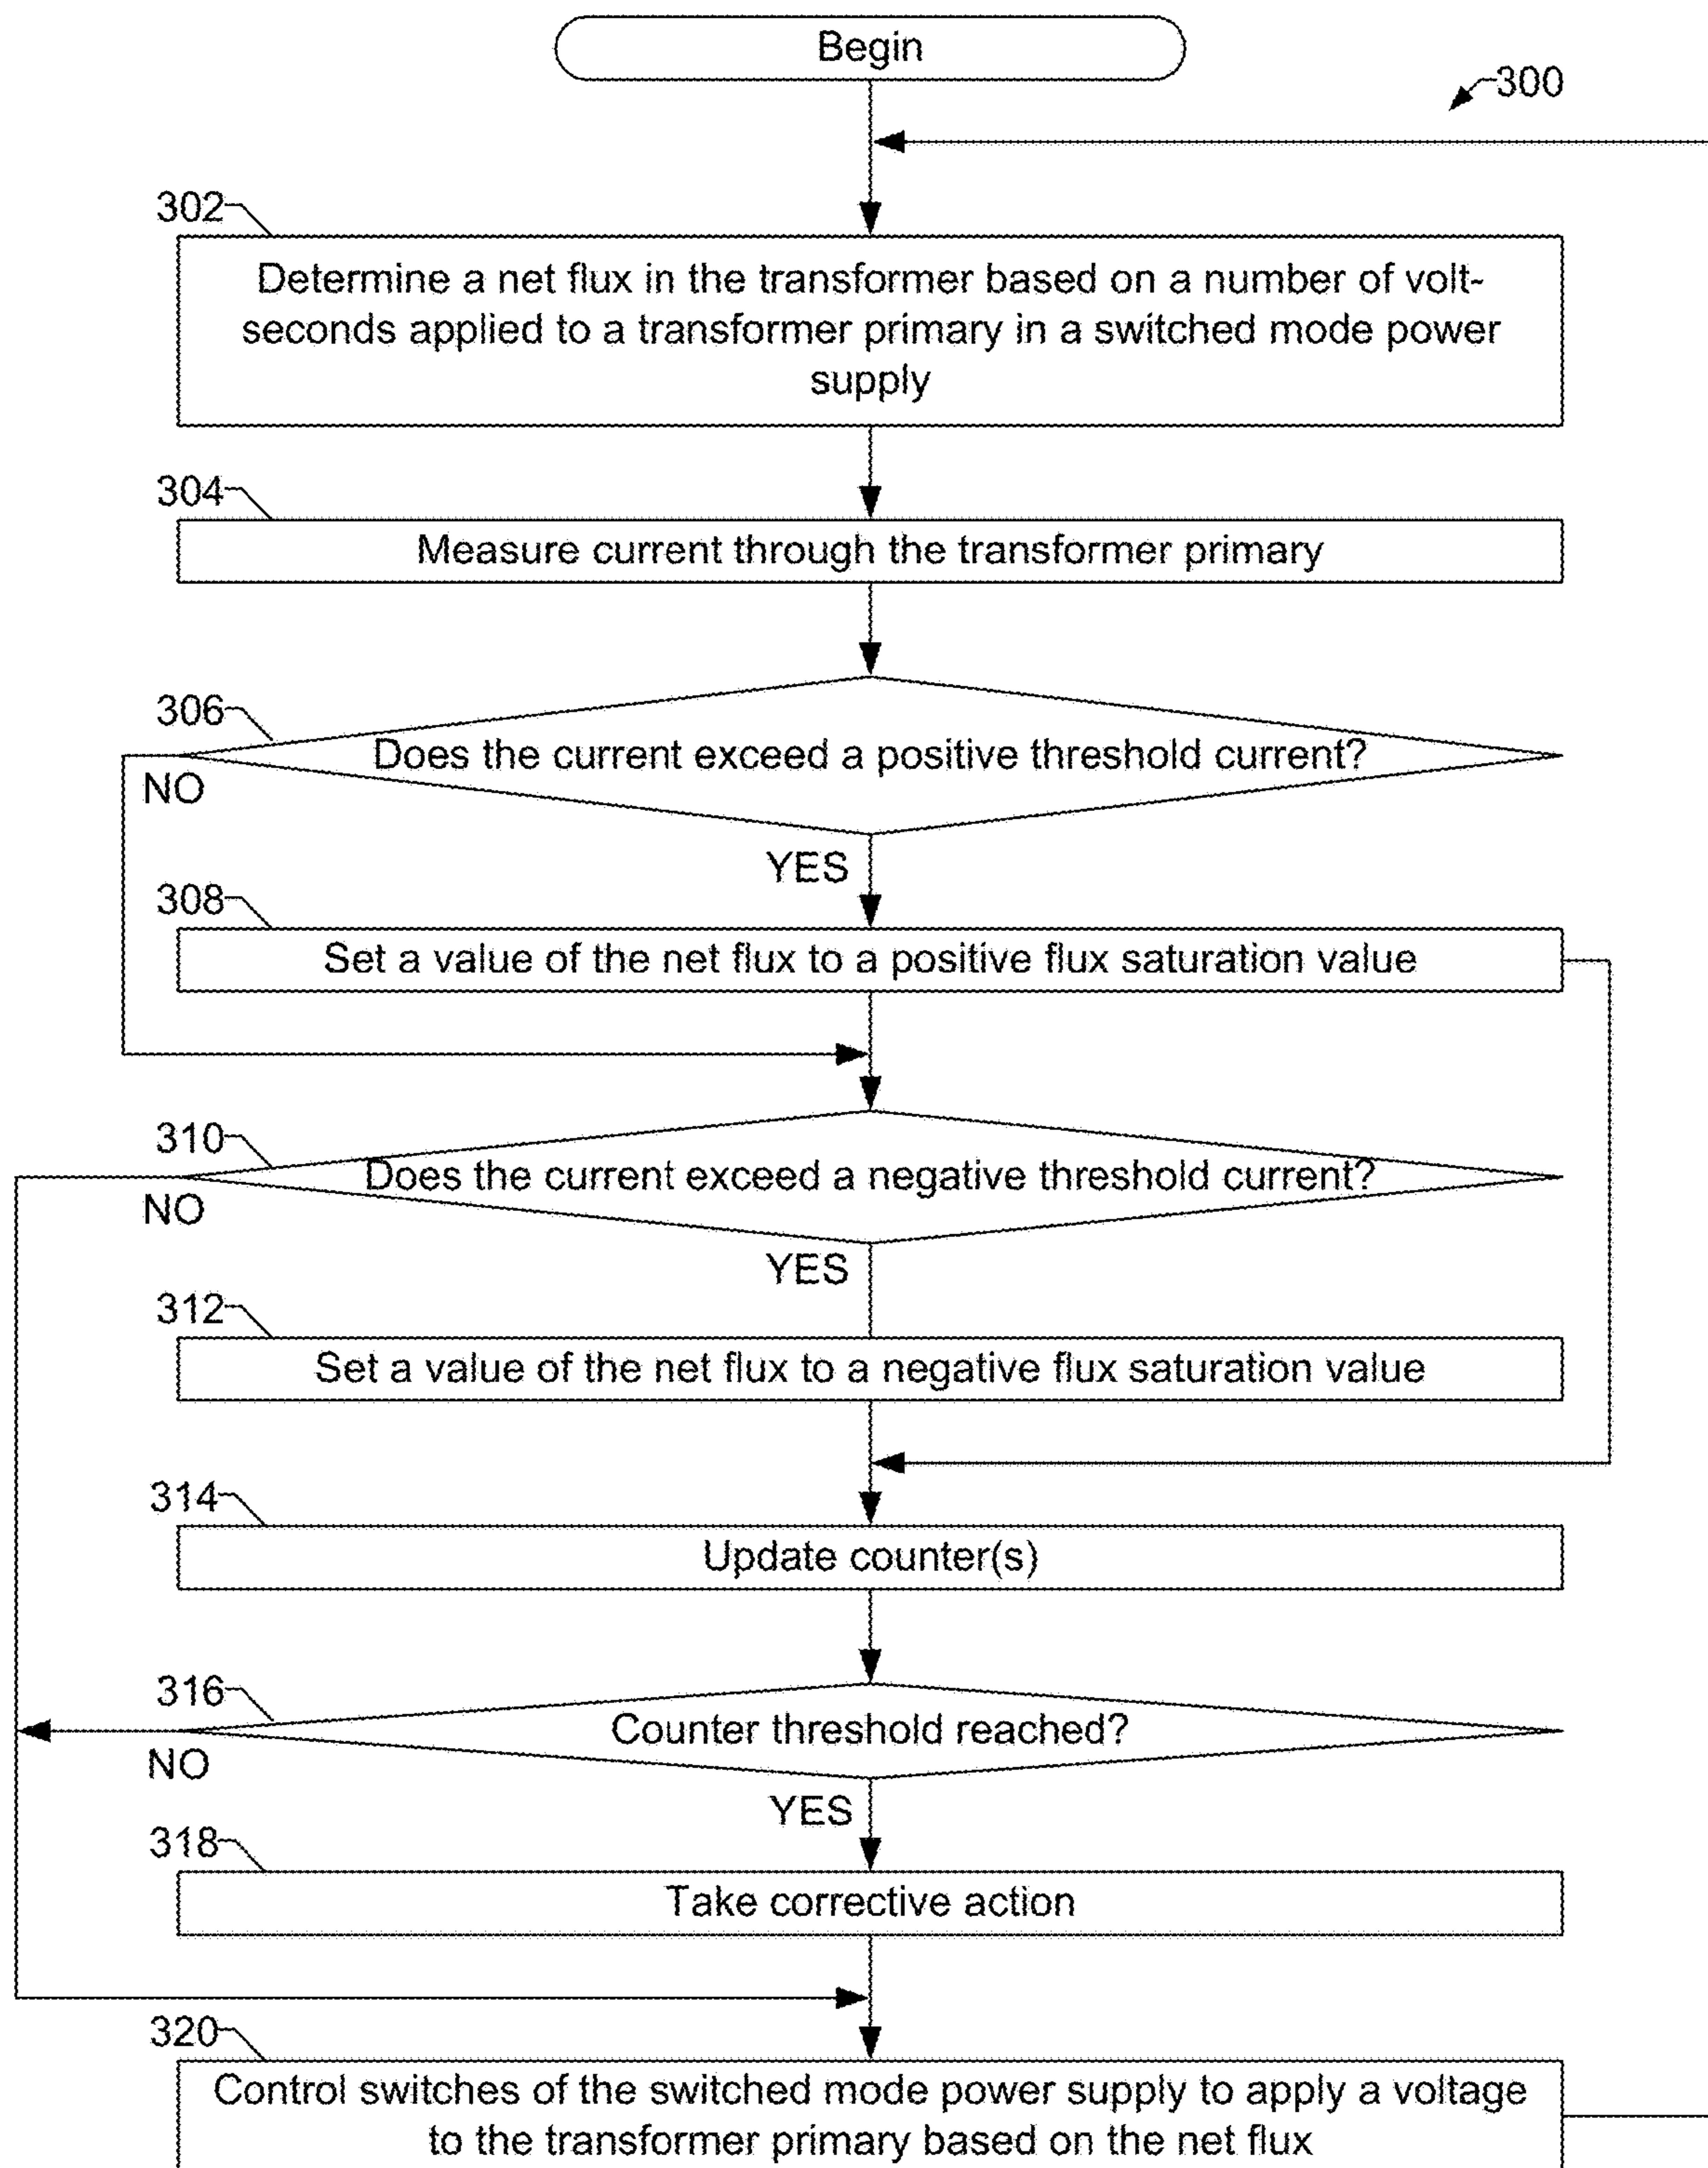 Begin
300
302
Determine a net flux in the transformer based on a number of volt-
seconds applied to a transformer primary in a switched mode power
supply
304
Measure current through the transformer primary
306
Does the current exceed a positive threshold current?
NO
YES
308
Set a value of the net flux to a positive flux saturation value
310
Does the current exceed a negative threshold current?
NO
YES
312
Set a value of the net flux to a negative flux saturation value
314
Update counter(s)
316
Counter threshold reached?
NO
YES
318
Take corrective action
320
Control switches of the switched mode power supply to apply a voltage
to the transformer primary based on the net flux